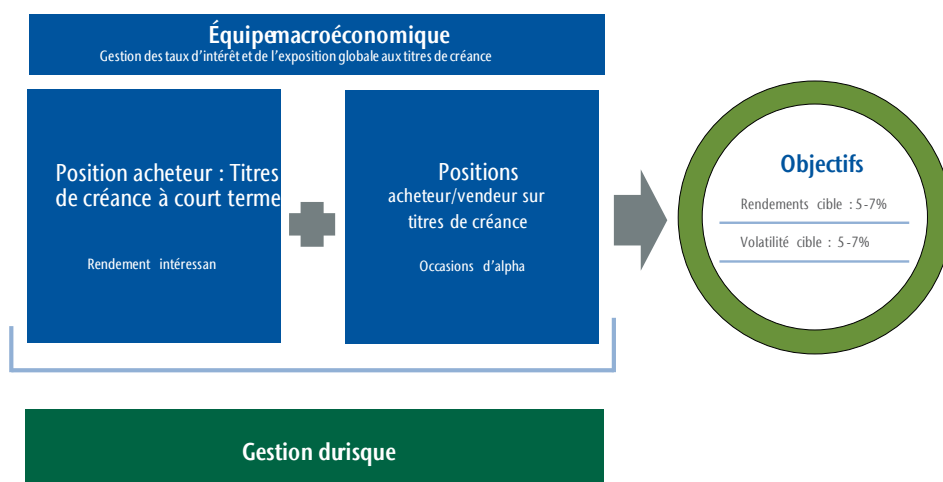 Équipemacroéconomique
Gestion des taux d'intérêt et de l'exposition globale aux titres de créance
Position acheteur : Titres
de créance à court terme
Rendement intéressan
Positions
acheteur/vendeur sur
titres de créance
Occasions d'alpha
Objectifs
Rendements cible : 5-7%
Volatilité cible : 5-7%
Gestion durisque